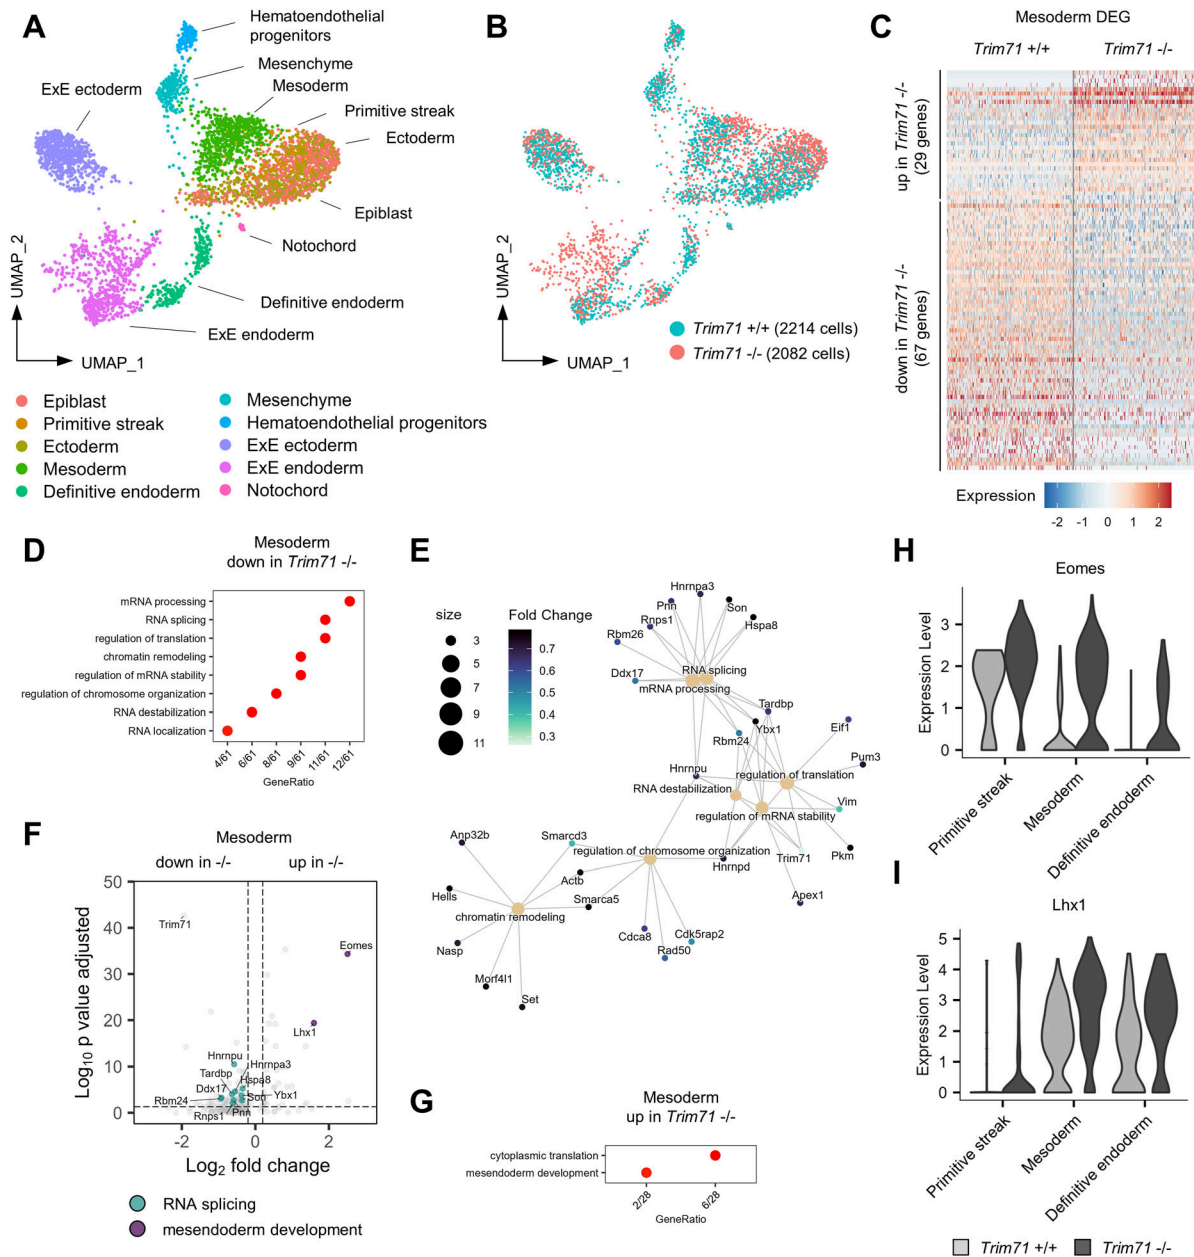 A
Hematoendothelial
progenitors
Mesenchyme
Mesoderm
ExE ectoderm
Primitive streak
Ectoderm
Epiblast
Notochord
Definitive endoderm
ExE endoderm
UMAP_2
UMAP_1
Epiblast
Primitive streak
Ectoderm
Mesoderm
Definitive endoderm
Mesenchyme
Hematoendothelial progenitors
ExE ectoderm
ExE endoderm
Notochord
B
UMAP_2
UMAP_1
Trim71 +/+ (2214 cells)
Trim71 -/- (2082 cells)
C
Mesoderm DEG
Trim71 +/+ Trim71 -/-
up in Trim71 -/-
(29 genes)
down in Trim71 -/-
(67 genes)
Expression
-2 -1 0 1 2
D
Mesoderm
down in Trim71 -/-
mRNA processing
RNA splicing
regulation of translation
chromatin remodeling
regulation of mRNA stability
regulation of chromosome organization
RNA destabilization
RNA localization
4/61 6/61 8/61 9/61 11/61 12/61
GeneRatio
E
size
3
5
7
9
11
Fold Change
0.7
0.6
0.5
0.4
0.3
Hnrnpa3
Pnn
Son
Rnps1
Hspa8
Rbm26
RNA splicing
Ddx17
mRNA processing
Tardbp
Ybx1
Eif1
Rbm24
Pum3
Hnrnpu
regulation of translation
RNA destabilization
Vim
regulation of mRNA stability
Anp32b
Smarcd3
regulation of chromosome organization
Trim71
Pkm
Hnrnpd
Actb
Hells
Smarca5
Apex1
chromatin remodeling
Cdca8
Cdk5rap2
Nasp
Rad50
Morf4l1
Set
F
Mesoderm
down in -/- up in -/-
Log10 p value adjusted
50
40
30
20
10
0
Trim71
Eomes
Lhx1
Hnrnpu
Hnrnpa3
Tardbp
Hspa8
Ddx17
Rbm24
Son
Ybx1
Rnps1
Pnn
-2 0 2
Log2 fold change
RNA splicing
mesendoderm development
G
Mesoderm
up in Trim71 -/-
cytoplasmic translation
mesendoderm development
2/28 6/28
GeneRatio
H
Eomes
Expression Level
3
2
1
0
Primitive streak
Mesoderm
Definitive endoderm
I
Lhx1
Expression Level
5
4
3
2
1
0
Primitive streak
Mesoderm
Definitive endoderm
Trim71 +/+ Trim71 -/-